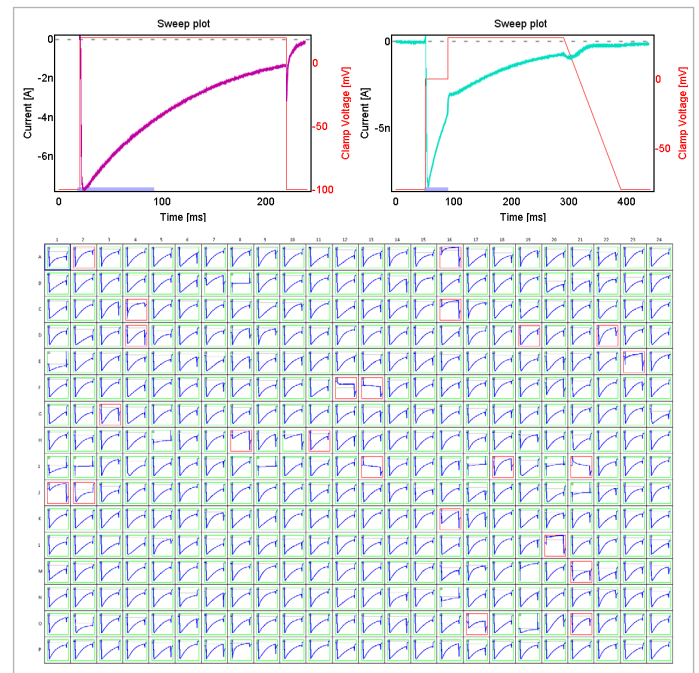 Sweep plot
Sweep plot
0
-2n
-4n
-6n
Current [A]
0
-50
-100
Clamp Voltage [mV]
0 100 200
Time [ms]
0
-5n
Current [A]
0
-50
Clamp Voltage [mV]
0 100 200 300 400
Time [ms]
1 2 3 4 5 6 7 8 9 10 11 12 13 14 15 16 17 18 19 20 21 22 23 24
A
B
C
D
E
F
G
H
I
J
K
L
M
N
O
P